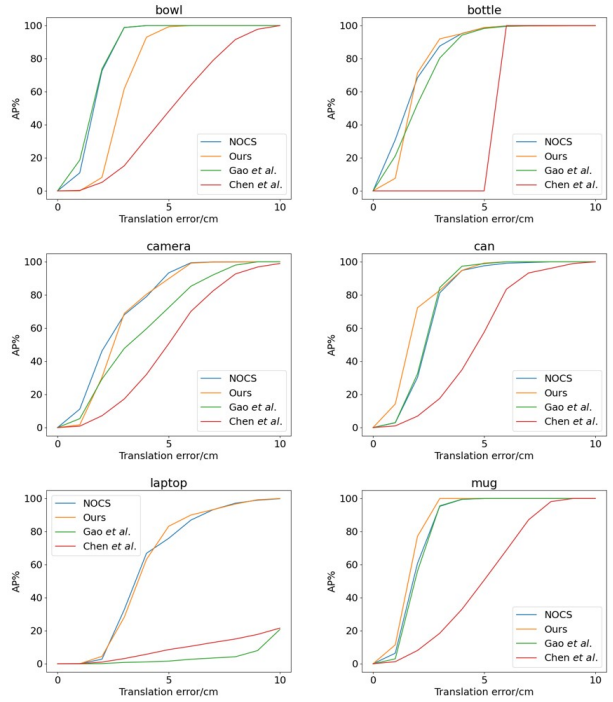 bowl
AP%
100
80
60
40
20
0
NOCS
Ours
Gao et al.
Chen et al.
0 5 10
Translation error/cm
bottle
AP%
100
80
60
40
20
0
NOCS
Ours
Gao et al.
Chen et al.
0 5 10
Translation error/cm
camera
AP%
100
80
60
40
20
0
NOCS
Ours
Gao et al.
Chen et al.
0 5 10
Translation error/cm
can
AP%
100
80
60
40
20
0
NOCS
Ours
Gao et al.
Chen et al.
0 5 10
Translation error/cm
laptop
AP%
100
80
60
40
20
0
NOCS
Ours
Gao et al.
Chen et al.
0 5 10
Translation error/cm
mug
AP%
100
80
60
40
20
0
NOCS
Ours
Gao et al.
Chen et al.
0 5 10
Translation error/cm